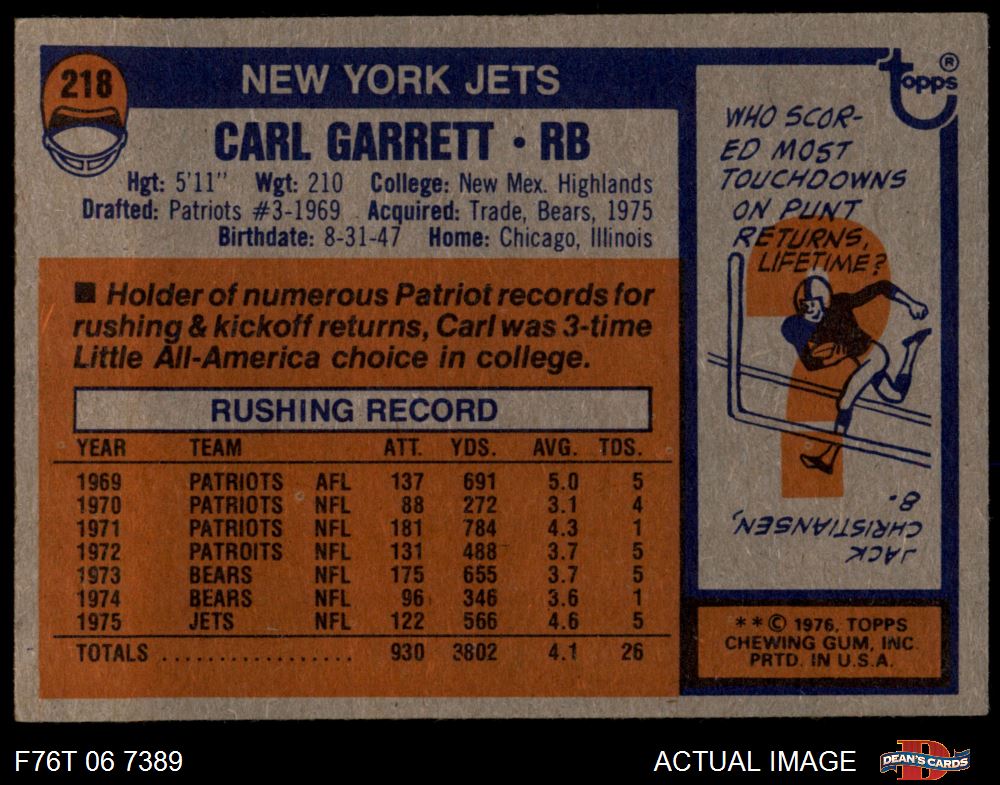 218
NEW YORK JETS
CARL GARRETT • RB
Hgt: 5'11" Wgt: 210 College: New Mex. Highlands
Drafted: Patriots #3-1969 Acquired: Trade, Bears, 1975
Birthdate: 8-31-47 Home: Chicago, Illinois
■ Holder of numerous Patriot records for
rushing & kickoff returns, Carl was 3-time
Little All-America choice in college.
RUSHING RECORD
YEAR TEAM ATT. YDS. AVG. TDS.
1969 PATRIOTS AFL 137 691 5.0 5
1970 PATRIOTS NFL 88 272 3.1 4
1971 PATRIOTS NFL 181 784 4.3 1
1972 PATROITS NFL 131 488 3.7 5
1973 BEARS NFL 175 655 3.7 5
1974 BEARS NFL 96 346 3.6 1
1975 JETS NFL 122 566 4.6 5
TOTALS .................. 930 3802 4.1 26
topps ®
WHO SCOR-
ED MOST
TOUCHDOWNS
ON PUNT
RETURNS,
LIFETIME?
?
JACK
CHRISTIANSEN,
8.
**© 1976, TOPPS
CHEWING GUM, INC.
PRTD. IN U.S.A.
F76T 06 7389
ACTUAL IMAGE
D
DEAN'S CARDS